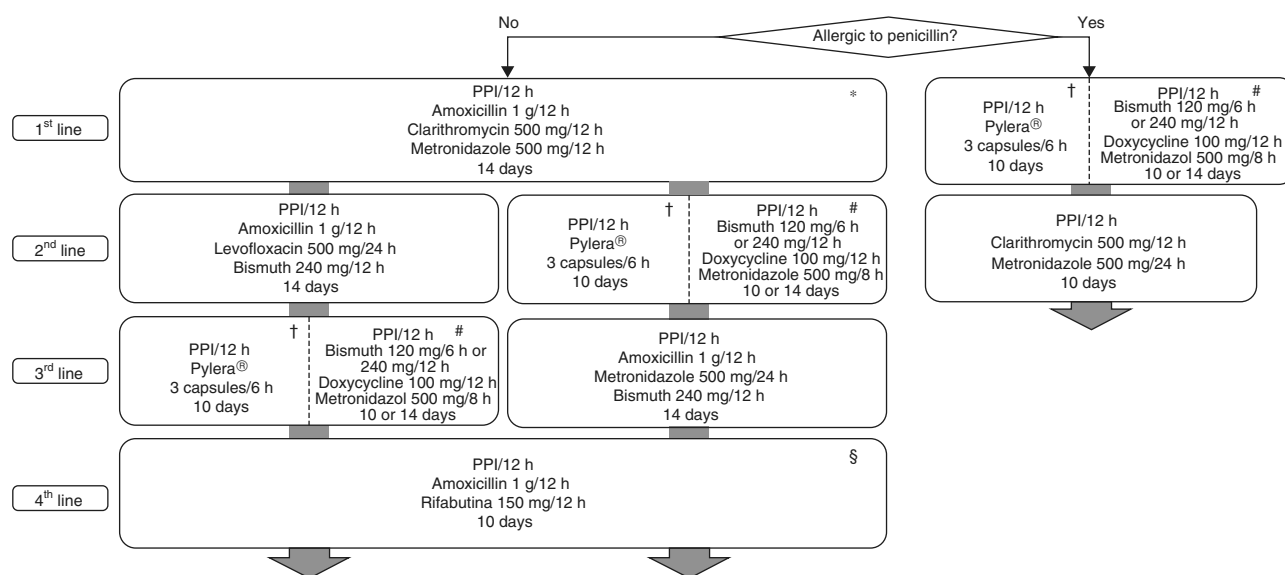 No
Allergic to penicillin?
Yes
1st line
PPI/12 h
*
Amoxicillin 1 g/12 h
Clarithromycin 500 mg/12 h
Metronidazole 500 mg/12 h
14 days
PPI/12 h
†
Pylera®
3 capsules/6 h
10 days
PPI/12 h
#
Bismuth 120 mg/6 h
or 240 mg/12 h
Doxycycline 100 mg/12 h
Metronidazol 500 mg/8 h
10 or 14 days
2nd line
PPI/12 h
Amoxicillin 1 g/12 h
Levofloxacin 500 mg/24 h
Bismuth 240 mg/12 h
14 days
PPI/12 h
†
Pylera®
3 capsules/6 h
10 days
PPI/12 h
#
Bismuth 120 mg/6 h
or 240 mg/12 h
Doxycycline 100 mg/12 h
Metronidazole 500 mg/8 h
10 or 14 days
PPI/12 h
Clarithromycin 500 mg/12 h
Metronidazole 500 mg/24 h
10 days
3rd line
PPI/12 h
†
Pylera®
3 capsules/6 h
10 days
PPI/12 h
#
Bismuth 120 mg/6 h or
240 mg/12 h
Doxycycline 100 mg/12 h
Metronidazol 500 mg/8 h
10 or 14 days
PPI/12 h
Amoxicillin 1 g/12 h
Metronidazole 500 mg/24 h
Bismuth 240 mg/12 h
14 days
4th line
PPI/12 h
§
Amoxicillin 1 g/12 h
Rifabutina 150 mg/12 h
10 days